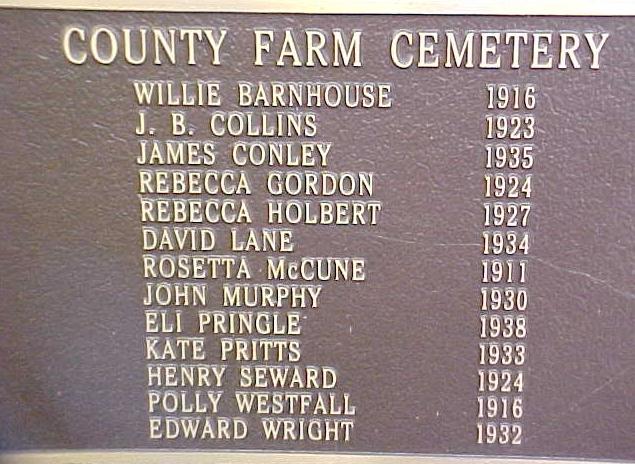 COUNTY FARM CEMETERY
WILLIE BARNHOUSE 1916
J. B. COLLINS 1923
JAMES CONLEY 1935
REBECCA GORDON 1924
REBECCA HOLBERT 1927
DAVID LANE 1934
ROSETTA McCUNE 1911
JOHN MURPHY 1930
ELI PRINGLE 1938
KATE PRITTS 1933
HENRY SEWARD 1924
POLLY WESTFALL 1916
EDWARD WRIGHT 1932